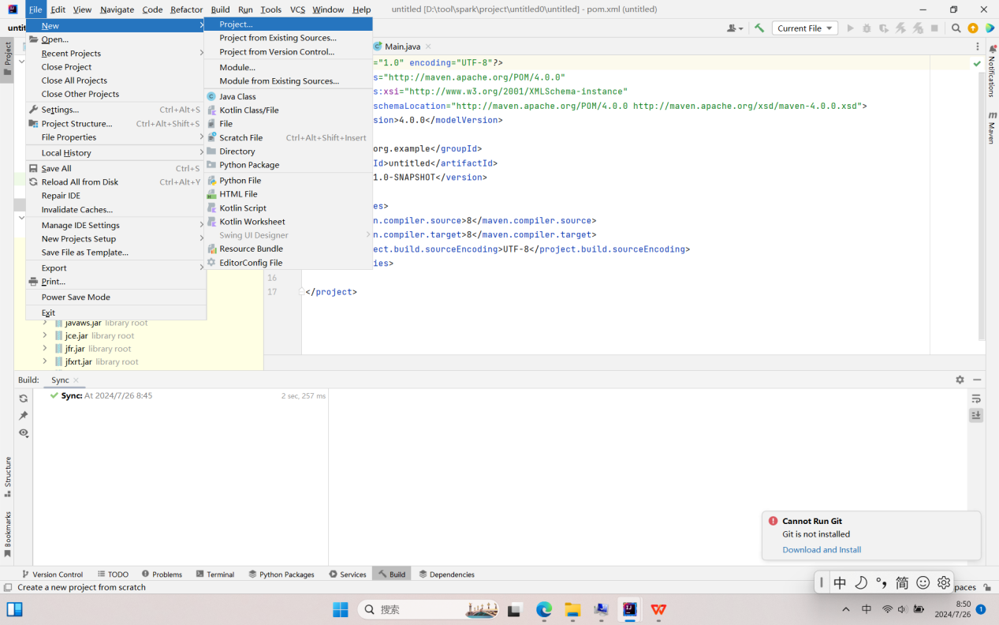 File Edit View Navigate Code Refactor Build Run Tools VCS Window Help untitled [D:\tool\spark\project\untitled0\untitled] - pom.xml (untitled)
untit
Current File
New
Open...
Recent Projects
Close Project
Close All Projects
Close Other Projects
Settings... Ctrl+Alt+S
Project Structure... Ctrl+Alt+Shift+S
File Properties
Local History
Save All Ctrl+S
Reload All from Disk Ctrl+Alt+Y
Repair IDE
Invalidate Caches...
Manage IDE Settings
New Projects Setup
Save File as Template...
Export
Print...
Power Save Mode
Exit
Project...
Project from Existing Sources...
Project from Version Control...
Module...
Module from Existing Sources...
Java Class
Kotlin Class/File
File
Scratch File Ctrl+Alt+Shift+Insert
Directory
Python Package
Python File
HTML File
Kotlin Script
Kotlin Worksheet
Swing UI Designer
Resource Bundle
EditorConfig File
Main.java
="1.0" encoding="UTF-8"?>
s="http://maven.apache.org/POM/4.0.0"
s:xsi="http://www.w3.org/2001/XMLSchema-instance"
schemaLocation="http://maven.apache.org/POM/4.0.0 http://maven.apache.org/xsd/maven-4.0.0.xsd">
sion>4.0.0</modelVersion>
org.example</groupId>
Id>untitled</artifactId>
1.0-SNAPSHOT</version>
es>
n.compiler.source>8</maven.compiler.source>
n.compiler.target>8</maven.compiler.target>
ect.build.sourceEncoding>UTF-8</project.build.sourceEncoding>
ies>
16
17 </project>
Project
Structure
Bookmarks
Notifications
m
Maven
javaws.jar library root
jce.jar library root
jfr.jar library root
jfxrt.jar library root
Build: Sync
Sync: At 2024/7/26 8:45 2 sec, 257 ms
Cannot Run Git
Git is not installed
Download and Install
Version Control TODO Problems Terminal Python Packages Services Build Dependencies
Create a new project from scratch
中 简
paces
搜索
中
8:50
2024/7/26
1